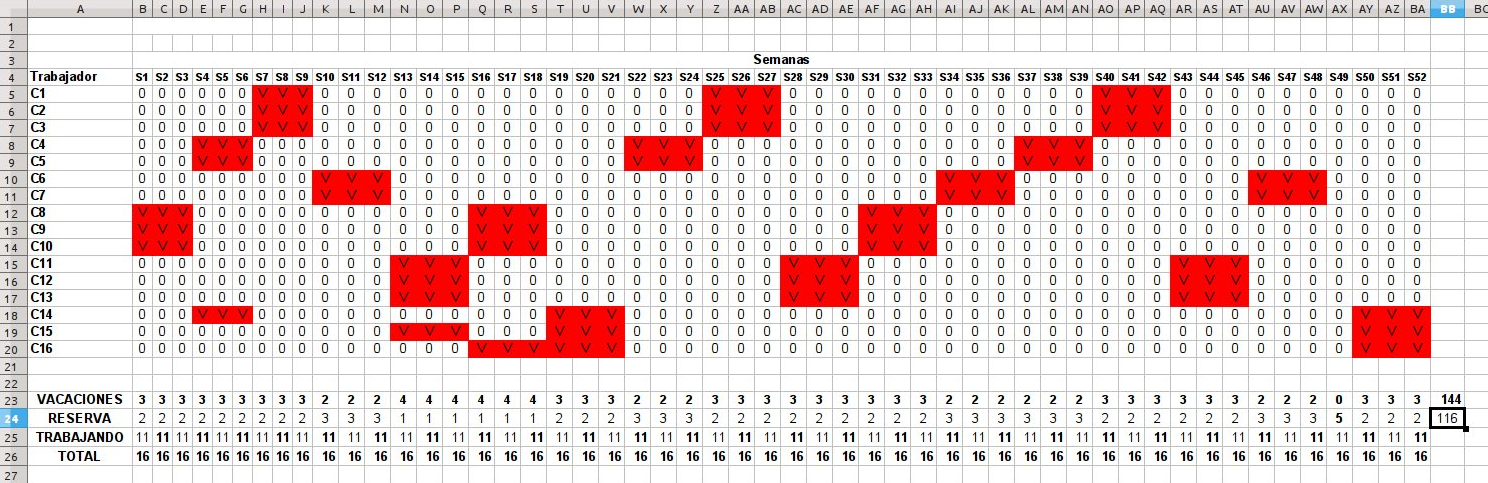 A B C D E F G H I J K L M N O P Q R S T U V W X Y Z AA AB AC AD AE AF AG AH AI AJ AK AL AM AN AO AP AQ AR AS AT AU AV AW AX AY AZ BA BB BC
1
2
3 Semanas
4 Trabajador S1 S2 S3 S4 S5 S6 S7 S8 S9 S10 S11 S12 S13 S14 S15 S16 S17 S18 S19 S20 S21 S22 S23 S24 S25 S26 S27 S28 S29 S30 S31 S32 S33 S34 S35 S36 S37 S38 S39 S40 S41 S42 S43 S44 S45 S46 S47 S48 S49 S50 S51 S52
5 C1 0 0 0 0 0 0 V V V 0 0 0 0 0 0 0 0 0 0 0 0 0 0 0 V V V 0 0 0 0 0 0 0 0 0 0 0 0 V V V 0 0 0 0 0 0 0 0 0 0
6 C2 0 0 0 0 0 0 V V V 0 0 0 0 0 0 0 0 0 0 0 0 0 0 0 V V V 0 0 0 0 0 0 0 0 0 0 0 0 V V V 0 0 0 0 0 0 0 0 0 0
7 C3 0 0 0 0 0 0 V V V 0 0 0 0 0 0 0 0 0 0 0 0 0 0 0 V V V 0 0 0 0 0 0 0 0 0 0 0 0 V V V 0 0 0 0 0 0 0 0 0 0
8 C4 0 0 0 V V V 0 0 0 0 0 0 0 0 0 0 0 0 0 0 0 V V V 0 0 0 0 0 0 0 0 0 0 0 0 V V V 0 0 0 0 0 0 0 0 0 0 0 0 0
9 C5 0 0 0 V V V 0 0 0 0 0 0 0 0 0 0 0 0 0 0 0 V V V 0 0 0 0 0 0 0 0 0 0 0 0 V V V 0 0 0 0 0 0 0 0 0 0 0 0 0
10 C6 0 0 0 0 0 0 0 0 0 V V V 0 0 0 0 0 0 0 0 0 0 0 0 0 0 0 0 0 0 0 0 0 V V V 0 0 0 0 0 0 0 0 0 V V V 0 0 0 0
11 C7 0 0 0 0 0 0 0 0 0 V V V 0 0 0 0 0 0 0 0 0 0 0 0 0 0 0 0 0 0 0 0 0 V V V 0 0 0 0 0 0 0 0 0 V V V 0 0 0 0
12 C8 V V V 0 0 0 0 0 0 0 0 0 0 0 0 V V V 0 0 0 0 0 0 0 0 0 0 0 0 V V V 0 0 0 0 0 0 0 0 0 0 0 0 0 0 0 0 0 0 0
13 C9 V V V 0 0 0 0 0 0 0 0 0 0 0 0 V V V 0 0 0 0 0 0 0 0 0 0 0 0 V V V 0 0 0 0 0 0 0 0 0 0 0 0 0 0 0 0 0 0 0
14 C10 V V V 0 0 0 0 0 0 0 0 0 0 0 0 V V V 0 0 0 0 0 0 0 0 0 0 0 0 V V V 0 0 0 0 0 0 0 0 0 0 0 0 0 0 0 0 0 0 0
15 C11 0 0 0 0 0 0 0 0 0 0 0 0 V V V 0 0 0 0 0 0 0 0 0 0 0 0 V V V 0 0 0 0 0 0 0 0 0 0 0 0 V V V 0 0 0 0 0 0 0
16 C12 0 0 0 0 0 0 0 0 0 0 0 0 V V V 0 0 0 0 0 0 0 0 0 0 0 0 V V V 0 0 0 0 0 0 0 0 0 0 0 0 V V V 0 0 0 0 0 0 0
17 C13 0 0 0 0 0 0 0 0 0 0 0 0 V V V 0 0 0 0 0 0 0 0 0 0 0 0 V V V 0 0 0 0 0 0 0 0 0 0 0 0 V V V 0 0 0 0 0 0 0
18 C14 0 0 0 V V V 0 0 0 0 0 0 0 0 0 0 0 0 V V V 0 0 0 0 0 0 0 0 0 0 0 0 0 0 0 0 0 0 0 0 0 0 0 0 0 0 0 0 V V V
19 C15 0 0 0 0 0 0 0 0 0 0 0 0 V V V 0 0 0 V V V 0 0 0 0 0 0 0 0 0 0 0 0 0 0 0 0 0 0 0 0 0 0 0 0 0 0 0 0 V V V
20 C16 0 0 0 0 0 0 0 0 0 0 0 0 0 0 0 V V V V V V 0 0 0 0 0 0 0 0 0 0 0 0 0 0 0 0 0 0 0 0 0 0 0 0 0 0 0 0 V V V
21
22
23 VACACIONES 3 3 3 3 3 3 3 3 3 2 2 2 4 4 4 4 4 4 3 3 3 2 2 2 3 3 3 3 3 3 3 3 3 2 2 2 2 2 2 3 3 3 3 3 3 2 2 2 0 3 3 3 144
24 RESERVA 2 2 2 2 2 2 2 2 2 3 3 3 1 1 1 1 1 1 2 2 2 3 3 3 2 2 2 2 2 2 2 2 2 3 3 3 3 3 3 2 2 2 2 2 2 3 3 3 5 2 2 2 116
25 TRABAJANDO 11 11 11 11 11 11 11 11 11 11 11 11 11 11 11 11 11 11 11 11 11 11 11 11 11 11 11 11 11 11 11 11 11 11 11 11 11 11 11 11 11 11 11 11 11 11 11 11 11 11 11 11
26 TOTAL 16 16 16 16 16 16 16 16 16 16 16 16 16 16 16 16 16 16 16 16 16 16 16 16 16 16 16 16 16 16 16 16 16 16 16 16 16 16 16 16 16 16 16 16 16 16 16 16 16 16 16 16
27